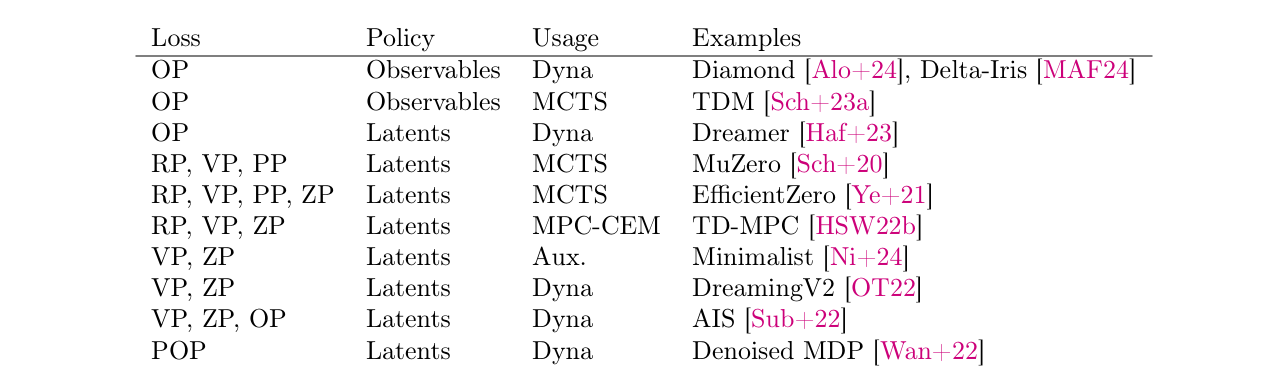 Loss Policy Usage Examples
OP Observables Dyna Diamond [Alo+24], Delta-Iris [MAF24]
OP Observables MCTS TDM [Sch+23a]
OP Latents Dyna Dreamer [Haf+23]
RP, VP, PP Latents MCTS MuZero [Sch+20]
RP, VP, PP, ZP Latents MCTS EfficientZero [Ye+21]
RP, VP, ZP Latents MPC-CEM TD-MPC [HSW22b]
VP, ZP Latents Aux. Minimalist [Ni+24]
VP, ZP Latents Dyna DreamingV2 [OT22]
VP, ZP, OP Latents Dyna AIS [Sub+22]
POP Latents Dyna Denoised MDP [Wan+22]